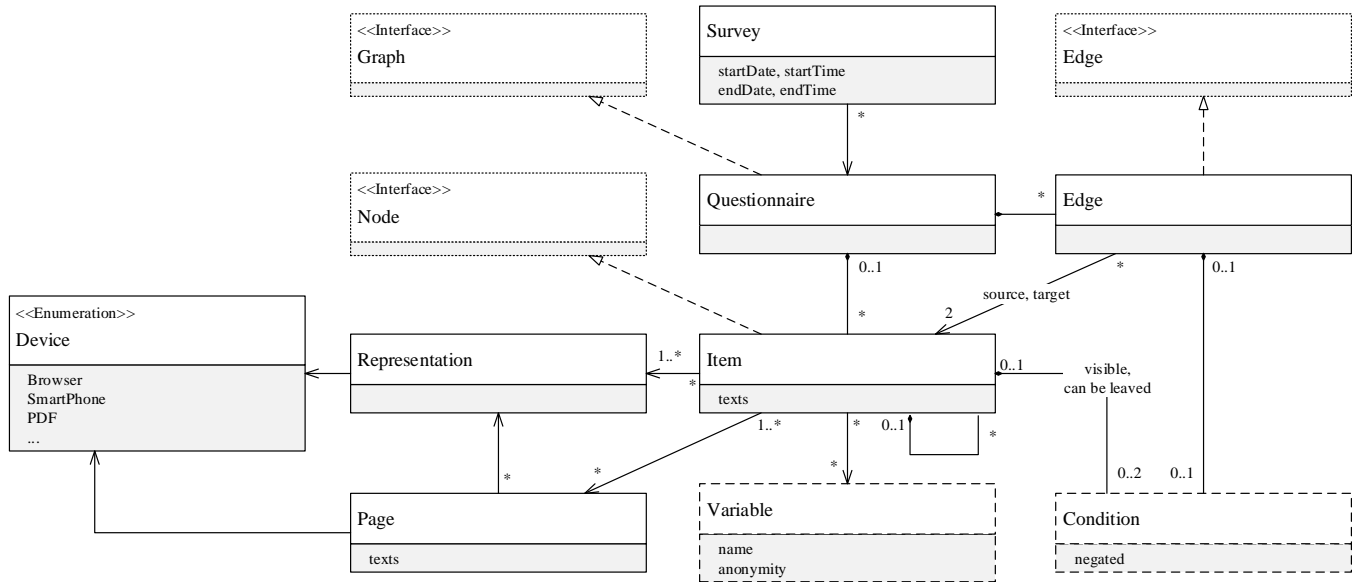 <<Interface>>
Graph
Survey
startDate, startTime
endDate, endTime
<<Interface>>
Edge
*
<<Interface>>
Node
Questionnaire
*
Edge
0..1
*
0..1
source, target
2
*
<<Enumeration>>
Device
Browser
SmartPhone
PDF
...
Representation
1..*
*
Item
texts
0..1
visible,
can be leaved
1..*
*
0..1
*
*
*
*
0..2
0..1
Page
texts
Variable
name
anonymity
Condition
negated